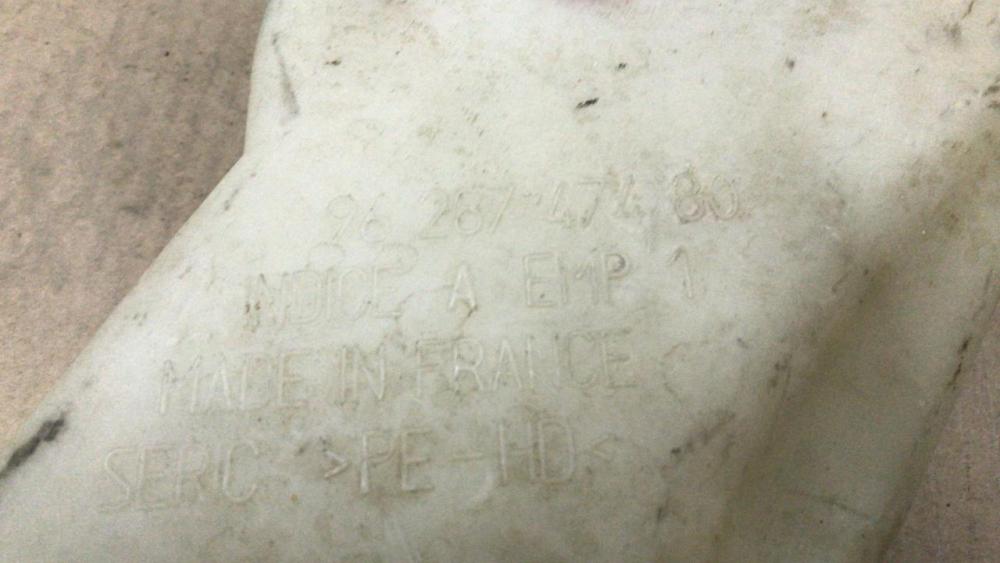 96 287 474 80
INDICE A EMP 1
MADE IN FRANCE
SERIC >PE-HD<